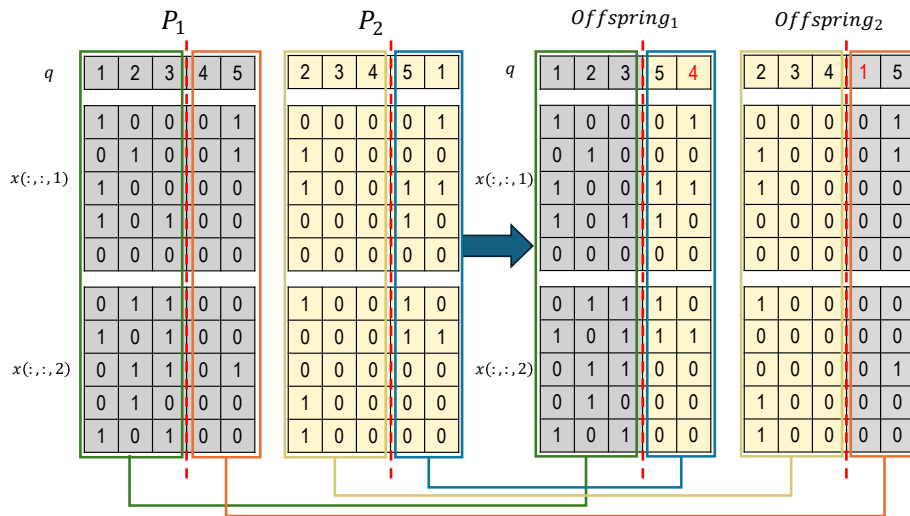 P1 P2 Offspring1 Offspring2
q 1 2 3 4 5 2 3 4 5 1 q 1 2 3 5 4 2 3 4 1 5
1 0 0 0 1 0 0 0 0 1 1 0 0 0 1 0 0 0 0 1
0 1 0 0 1 1 0 0 0 0 0 1 0 0 0 1 0 0 0 1
x(:,:,1) 1 0 0 0 0 1 0 0 1 1 x(:,:,1) 1 0 0 1 1 1 0 0 0 0
1 0 1 0 0 0 0 0 1 0 1 0 1 1 0 0 0 0 0 0
0 0 0 0 0 0 0 0 0 0 0 0 0 0 0 0 0 0 0 0
0 1 1 0 0 1 0 0 1 0 0 1 1 1 0 1 0 0 0 0
1 0 1 0 0 0 0 0 1 1 1 0 1 1 1 0 0 0 0 0
x(:,:,2) 0 1 1 0 1 0 0 0 0 0 x(:,:,2) 0 1 1 0 0 0 0 0 0 1
0 1 0 0 0 1 0 0 0 0 0 1 0 0 0 1 0 0 0 0
1 0 1 0 0 1 0 0 0 0 1 0 1 0 0 1 0 0 0 0